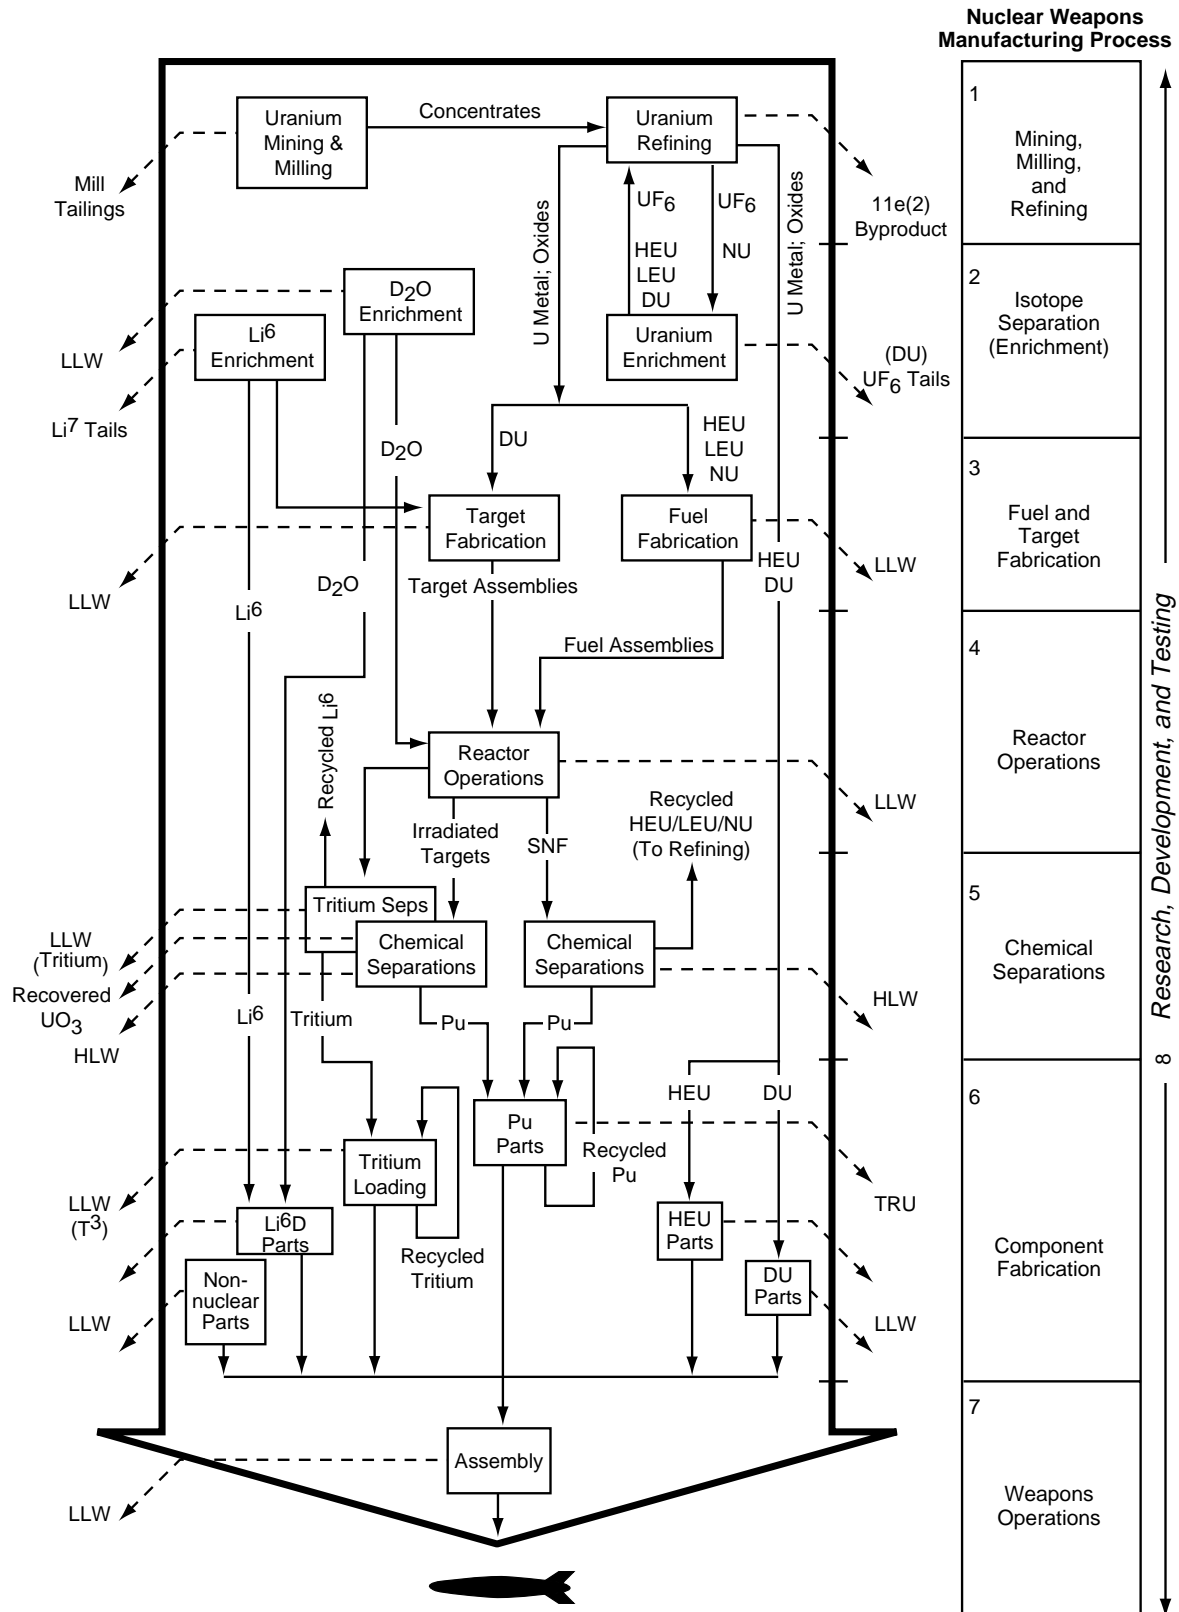 Nuclear Weapons
Manufacturing Process
1
Mining,
Milling,
and
Refining
2
Isotope
Separation
(Enrichment)
3
Fuel and
Target
Fabrication
4
Reactor
Operations
5
Chemical
Separations
6
Component
Fabrication
7
Weapons
Operations
8 Research, Development, and Testing
Uranium
Mining &
Milling
Concentrates
Uranium
Refining
Mill
Tailings
11e(2)
Byproduct
U Metal; Oxides
UF6
HEU
LEU
DU
UF6
NU
U Metal; Oxides
D2O
Enrichment
Li6
Enrichment
Uranium
Enrichment
LLW
Li7 Tails
(DU)
UF6 Tails
D2O
DU
HEU
LEU
NU
Target
Fabrication
Fuel
Fabrication
LLW
LLW
HEU
DU
Li6
D2O
Target Assemblies
Fuel Assemblies
Recycled Li6
Reactor
Operations
LLW
Irradiated
Targets
SNF
Recycled
HEU/LEU/NU
(To Refining)
Tritium Seps
Chemical
Separations
Chemical
Separations
LLW
(Tritium)
Recovered
UO3
HLW
HLW
Li6
Tritium
Pu
Pu
HEU
DU
Pu
Parts
Recycled
Pu
Tritium
Loading
Recycled
Tritium
LLW
(T3)
TRU
Li6D
Parts
HEU
Parts
Non-
nuclear
Parts
DU
Parts
LLW
LLW
Assembly
LLW